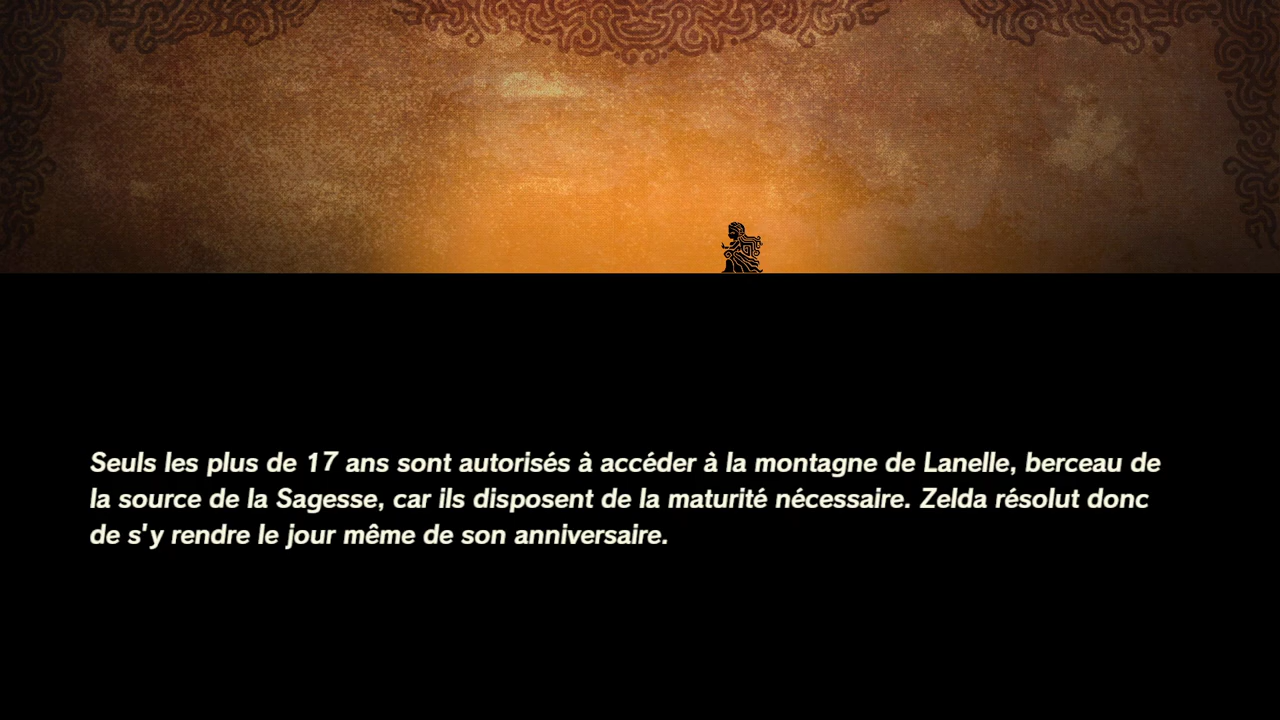 Seuls les plus de 17 ans sont autorisés à accéder à la montagne de Lanelle, berceau de
la source de la Sagesse, car ils disposent de la maturité nécessaire. Zelda résolut donc
de s'y rendre le jour même de son anniversaire.